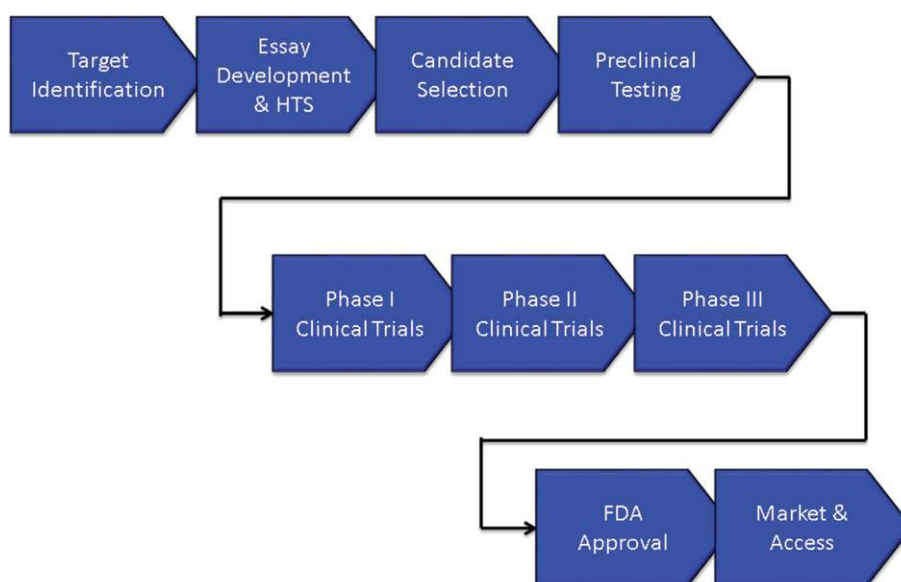 Target
Identification
Essay
Development
& HTS
Candidate
Selection
Preclinical
Testing
Phase I
Clinical Trials
Phase II
Clinical Trials
Phase III
Clinical Trials
FDA
Approval
Market &
Access